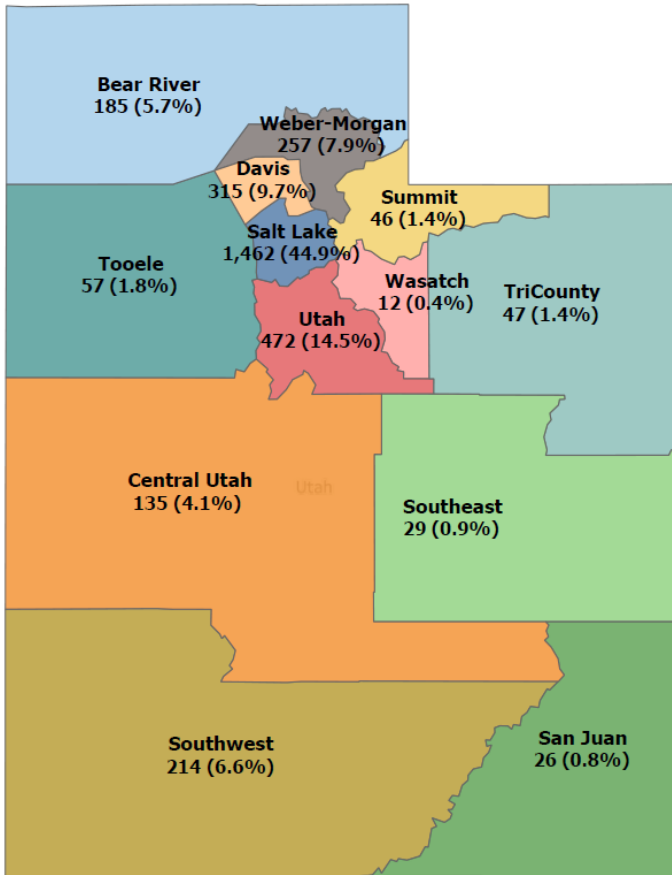 Bear River
185 (5.7%)
Weber-Morgan
257 (7.9%)
Davis
315 (9.7%)
Summit
46 (1.4%)
Salt Lake
1,462 (44.9%)
Tooele
57 (1.8%)
Wasatch
12 (0.4%)
TriCounty
47 (1.4%)
Utah
472 (14.5%)
Central Utah
135 (4.1%)
Utah
Southeast
29 (0.9%)
Southwest
214 (6.6%)
San Juan
26 (0.8%)